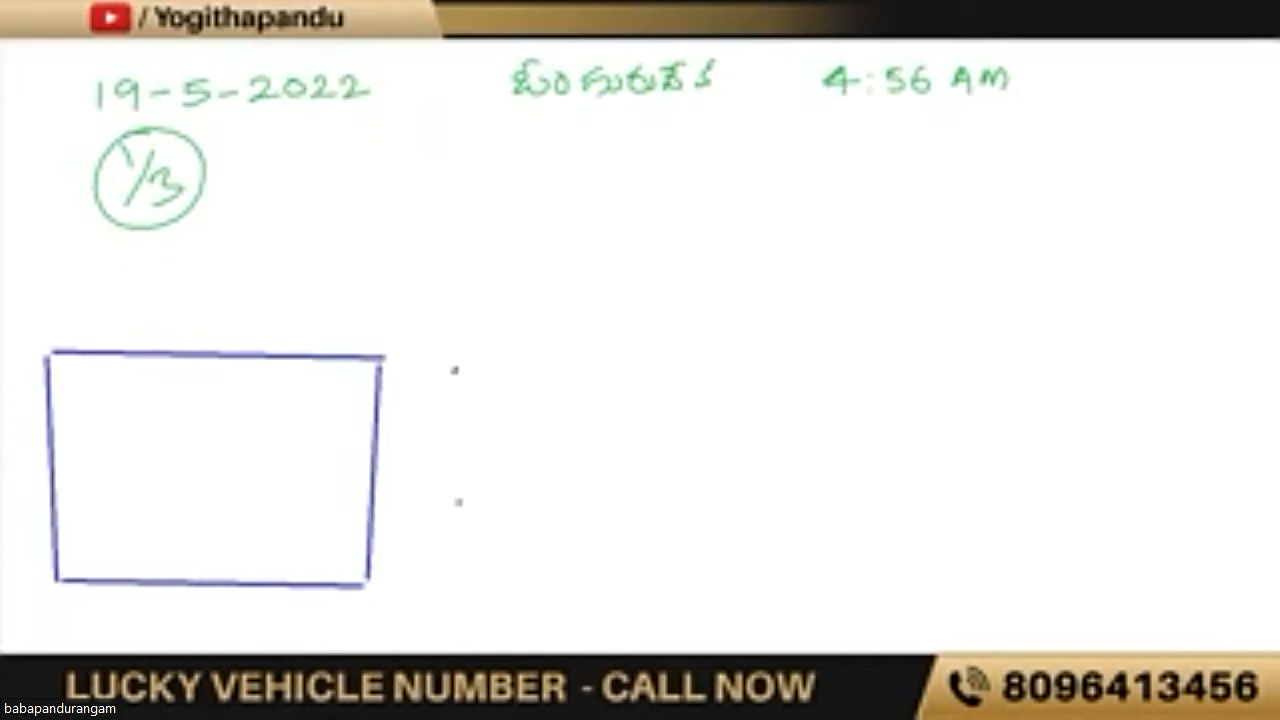 / Yogithapandu
19-5-2022 ఓం గురుదేవ 4:56 AM
1/3
LUCKY VEHICLE NUMBER - CALL NOW 8096413456
babapandurangam